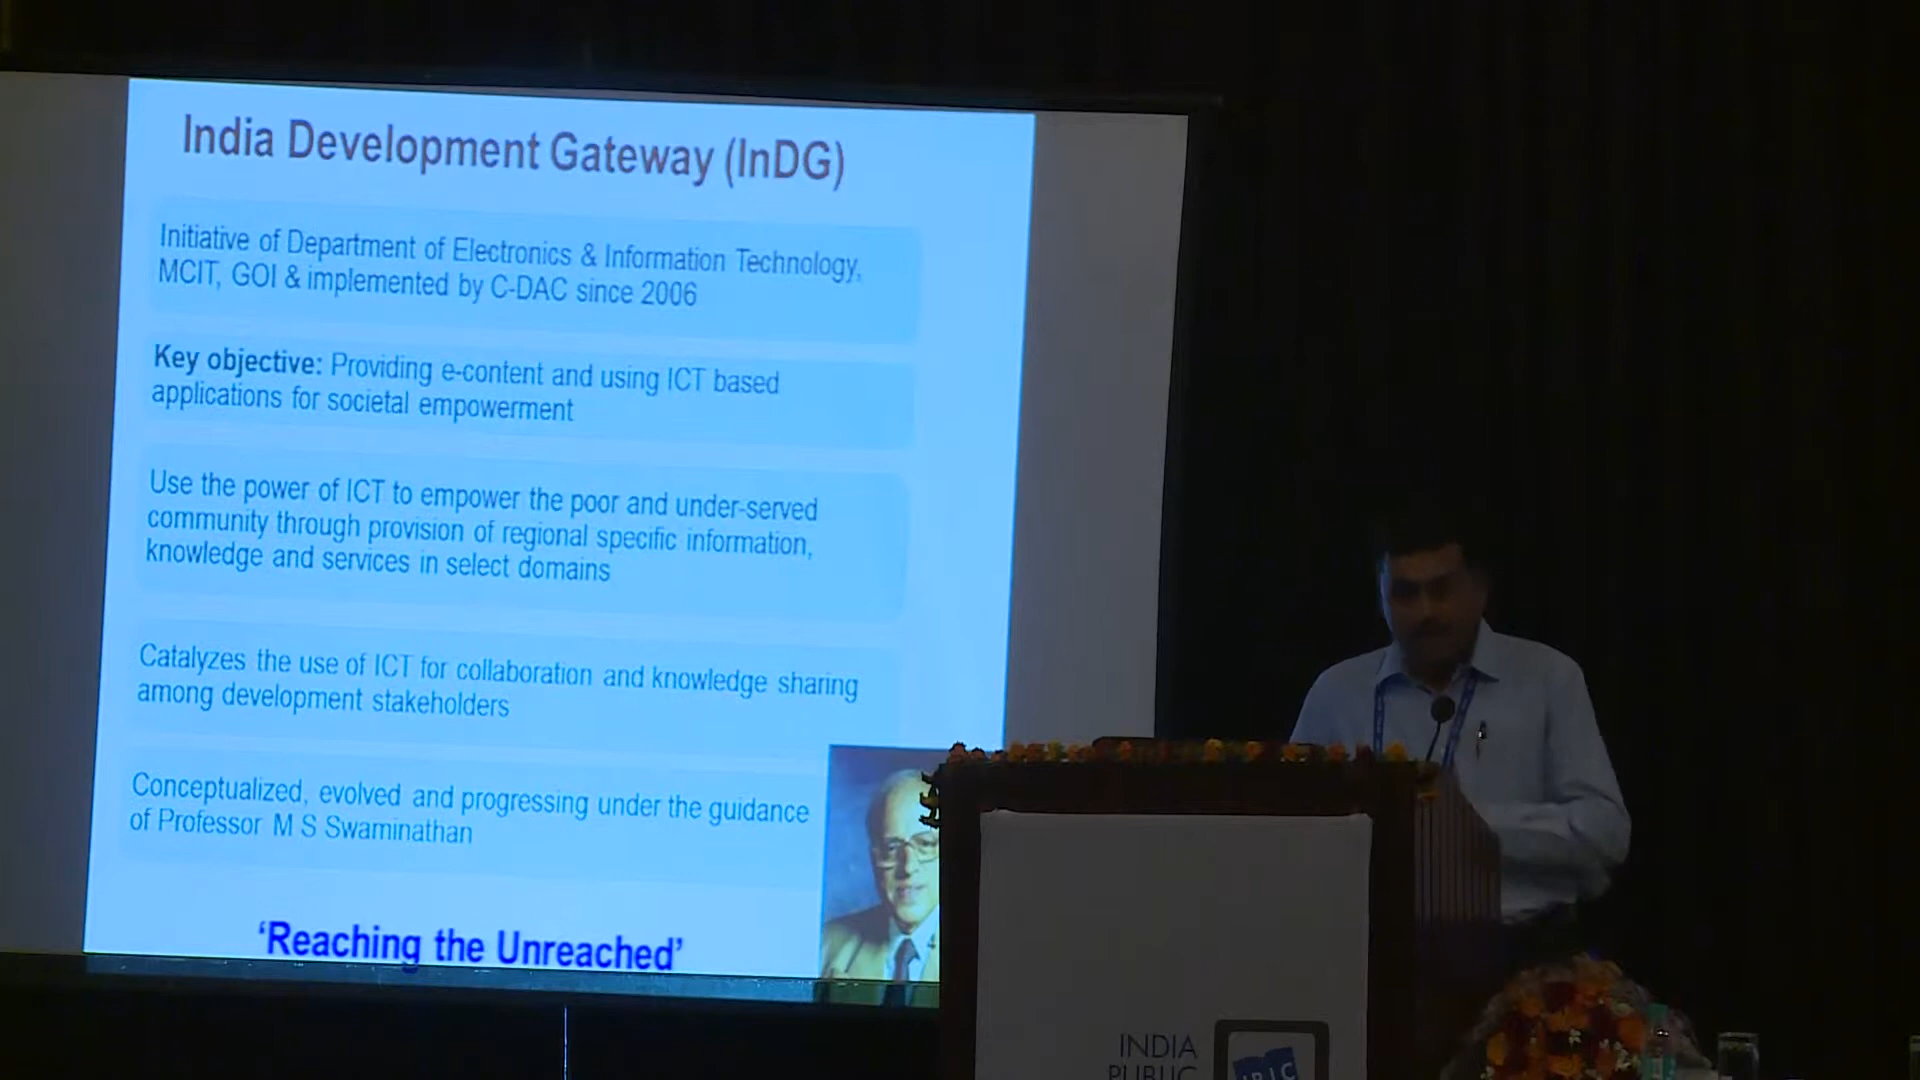 India Development Gateway (InDG)
Initiative of Department of Electronics & Information Technology,
MCIT, GOI & implemented by C-DAC since 2006
Key objective: Providing e-content and using ICT based
applications for societal empowerment
Use the power of ICT to empower the poor and under-served
community through provision of regional specific information,
knowledge and services in select domains
Catalyzes the use of ICT for collaboration and knowledge sharing
among development stakeholders
Conceptualized, evolved and progressing under the guidance
of Professor M S Swaminathan
‘Reaching the Unreached’
INDIA
PUBLIC
IPLC